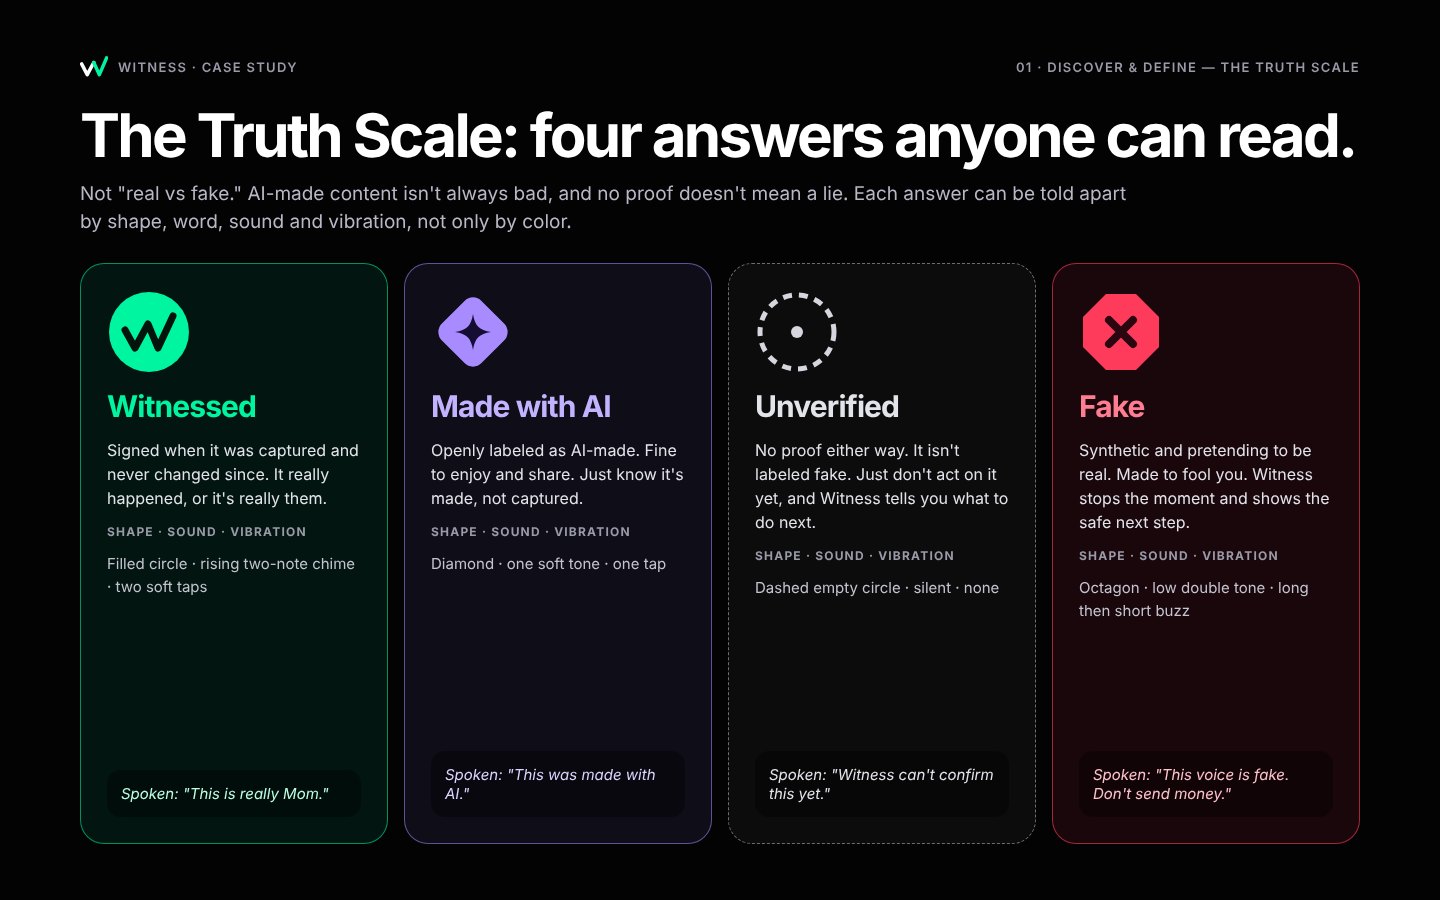 WITNESS · CASE STUDY
01 · DISCOVER & DEFINE — THE TRUTH SCALE
The Truth Scale: four answers anyone can read.
Not "real vs fake." AI-made content isn't always bad, and no proof doesn't mean a lie. Each answer can be told apart
by shape, word, sound and vibration, not only by color.
Witnessed
Signed when it was captured and
never changed since. It really
happened, or it's really them.
SHAPE · SOUND · VIBRATION
Filled circle · rising two-note chime
· two soft taps
Spoken: "This is really Mom."
Made with AI
Openly labeled as AI-made. Fine
to enjoy and share. Just know it's
made, not captured.
SHAPE · SOUND · VIBRATION
Diamond · one soft tone · one tap
Spoken: "This was made with
AI."
Unverified
No proof either way. It isn't
labeled fake. Just don't act on it
yet, and Witness tells you what to
do next.
SHAPE · SOUND · VIBRATION
Dashed empty circle · silent · none
Spoken: "Witness can't confirm
this yet."
Fake
Synthetic and pretending to be
real. Made to fool you. Witness
stops the moment and shows the
safe next step.
SHAPE · SOUND · VIBRATION
Octagon · low double tone · long
then short buzz
Spoken: "This voice is fake.
Don't send money."